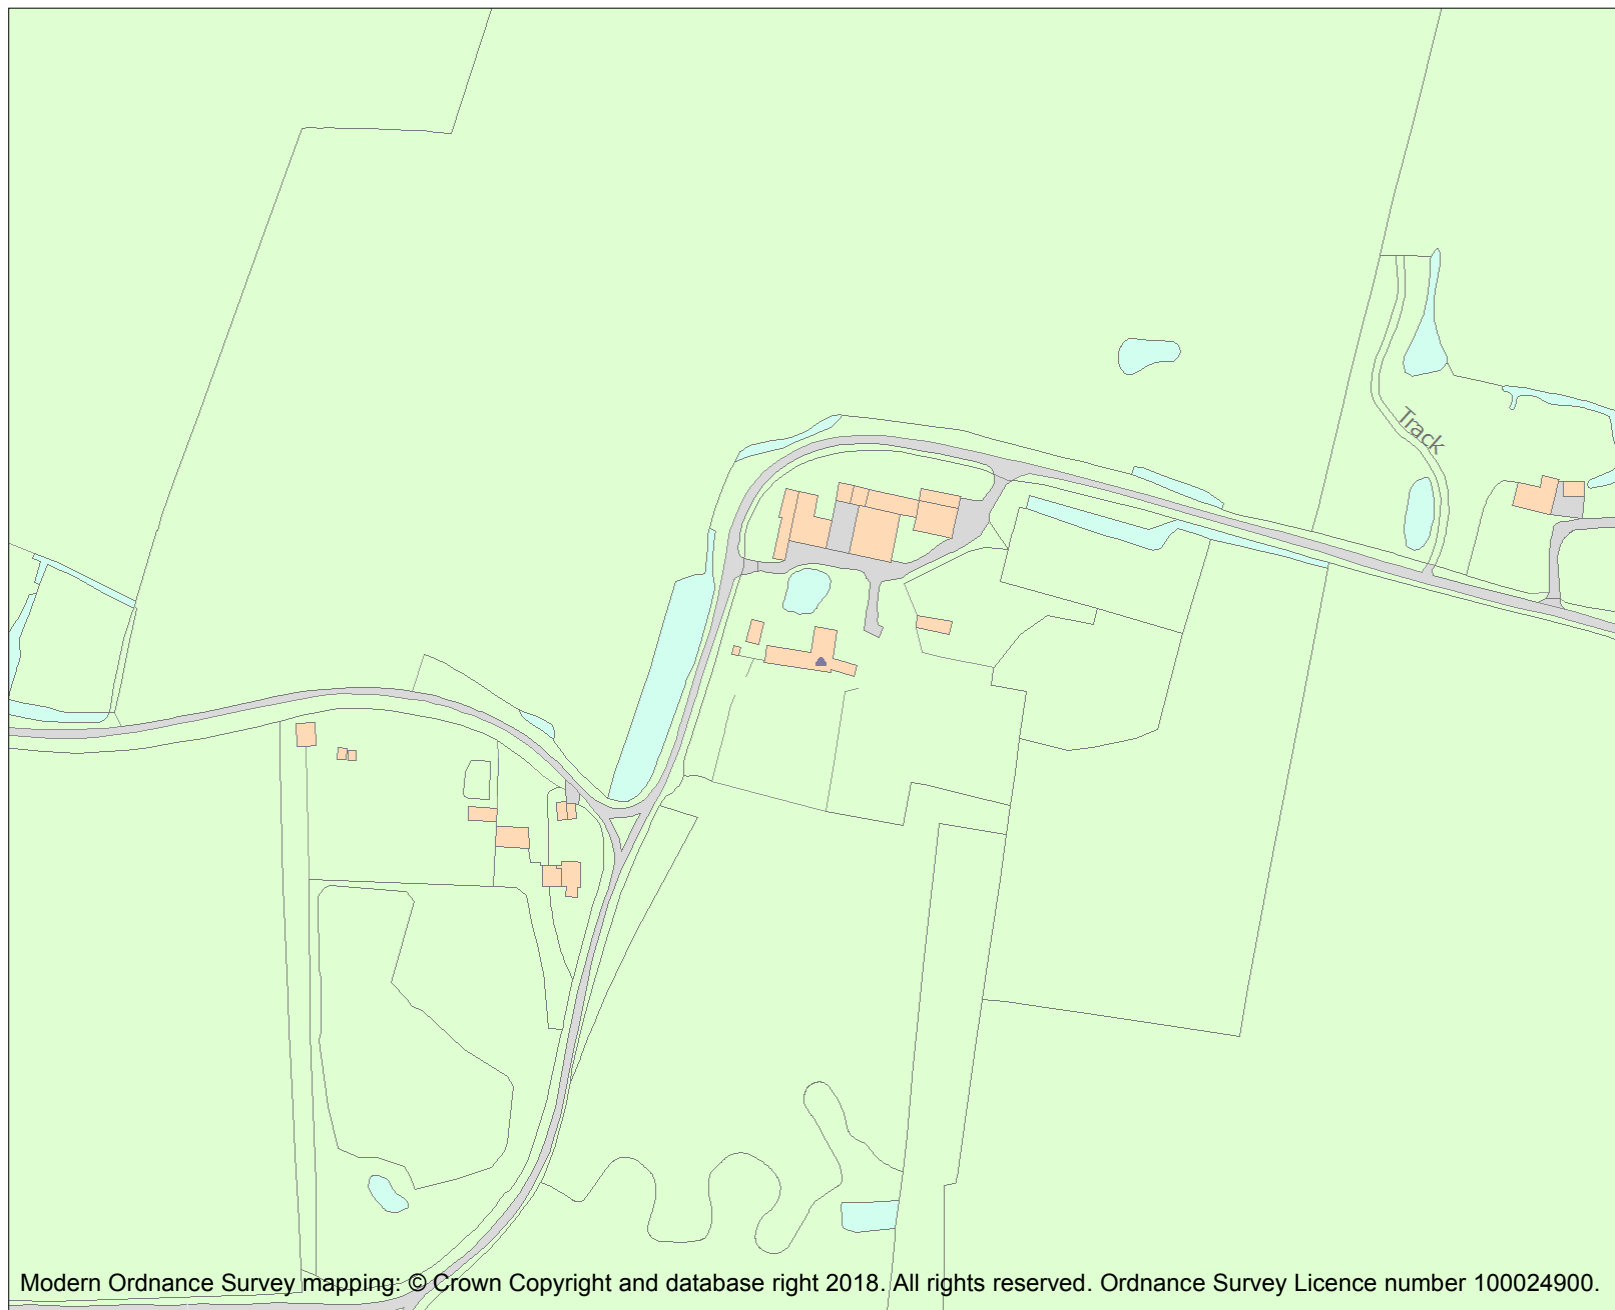 Track
Modern Ordnance Survey mapping: © Crown Copyright and database right 2018. All rights reserved. Ordnance Survey Licence number 100024900.